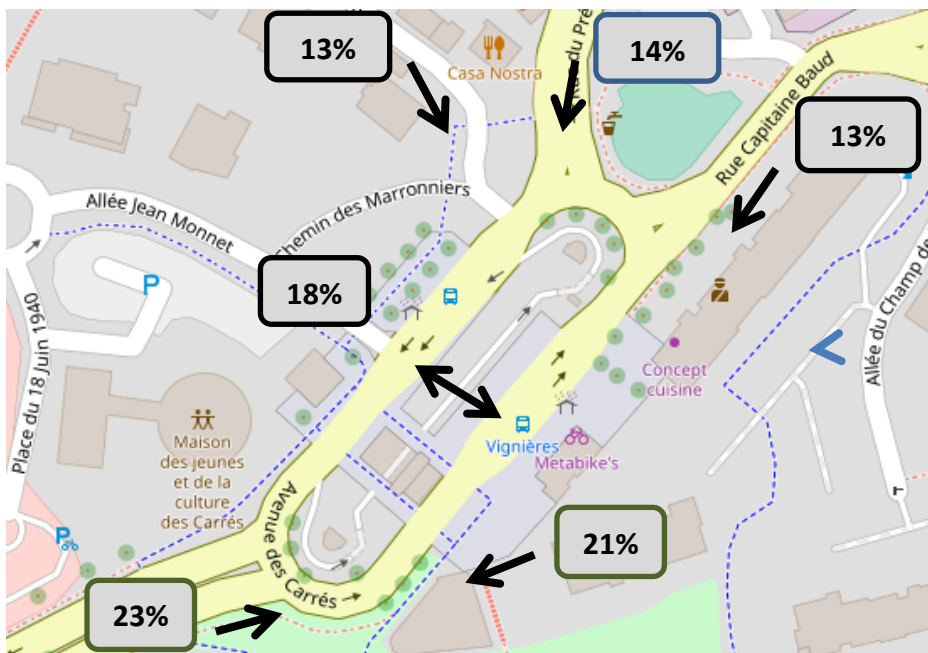 13%
14%
13%
Casa Nostra
Rue du Pré
Rue Capitaine Baud
Allée Jean Monnet
Chemin des Marronniers
P
18%
Place du 18 Juin 1940
Allée du Champ de
Concept
cuisine
Vignières
Metabike's
Maison
des jeunes
et de la
culture
des Carrés
P
Avenue des Carrés
21%
23%